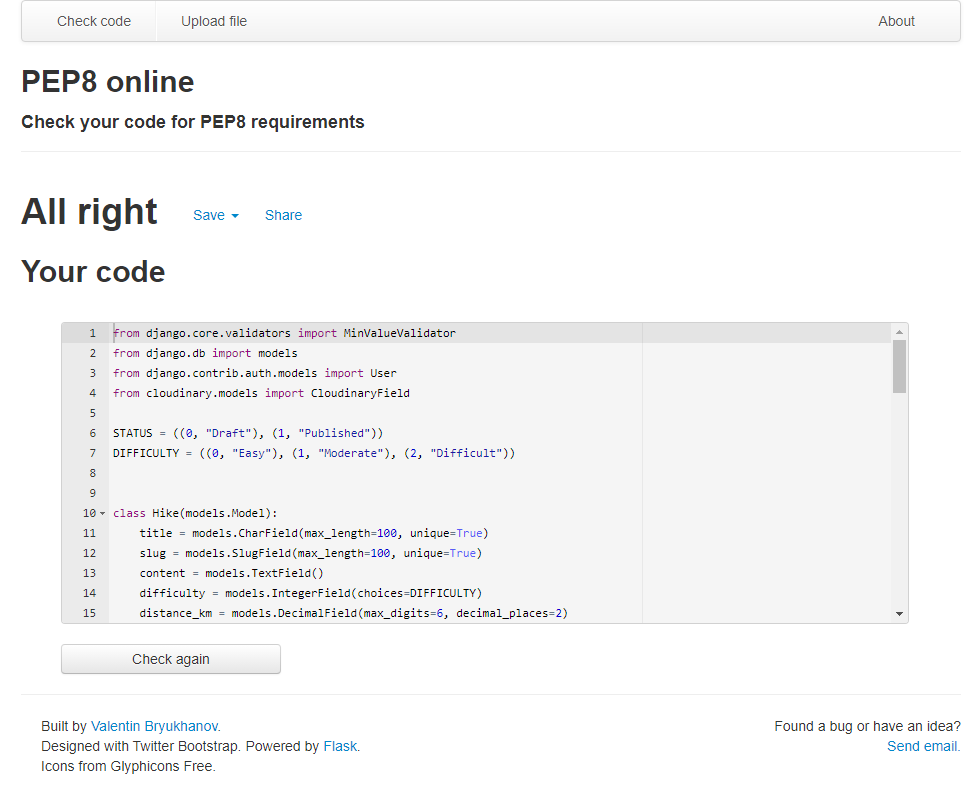 Check code Upload file About
PEP8 online
Check your code for PEP8 requirements
All right Save Share
Your code
1 from django.core.validators import MinValueValidator
2 from django.db import models
3 from django.contrib.auth.models import User
4 from cloudinary.models import CloudinaryField
5
6 STATUS = ((0, "Draft"), (1, "Published"))
7 DIFFICULTY = ((0, "Easy"), (1, "Moderate"), (2, "Difficult"))
8
9
10 class Hike(models.Model):
11 title = models.CharField(max_length=100, unique=True)
12 slug = models.SlugField(max_length=100, unique=True)
13 content = models.TextField()
14 difficulty = models.IntegerField(choices=DIFFICULTY)
15 distance_km = models.DecimalField(max_digits=6, decimal_places=2)
Check again
Built by Valentin Bryukhanov. Found a bug or have an idea?
Designed with Twitter Bootstrap. Powered by Flask. Send email.
Icons from Glyphicons Free.